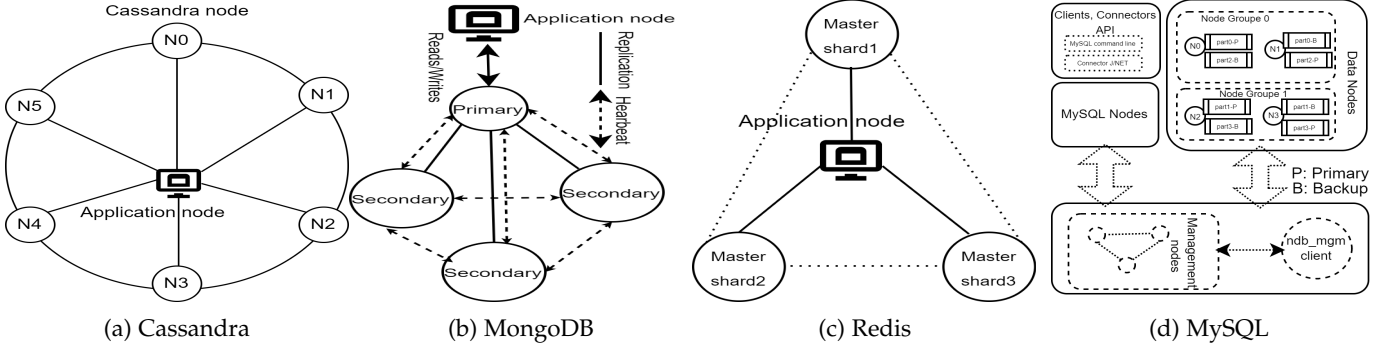 Cassandra node
N0
N5
N1
Application node
N4
N2
N3
(a) Cassandra
Application node
Reads/Writes
Replication
Hearbeat
Primary
Secondary
Secondary
Secondary
(b) MongoDB
Master
shard1
Application node
Master
shard2
Master
shard3
(c) Redis
Clients, Connectors
API
MySQL command line
Connector J/NET
MySQL Nodes
Node Groupe 0
N0
part0-P
part2-B
N1
part0-B
part2-P
Node Groupe 1
N2
part1-P
part3-B
N3
part1-B
part3-P
Data Nodes
P: Primary
B: Backup
Management
nodes
ndb_mgm
client
(d) MySQL